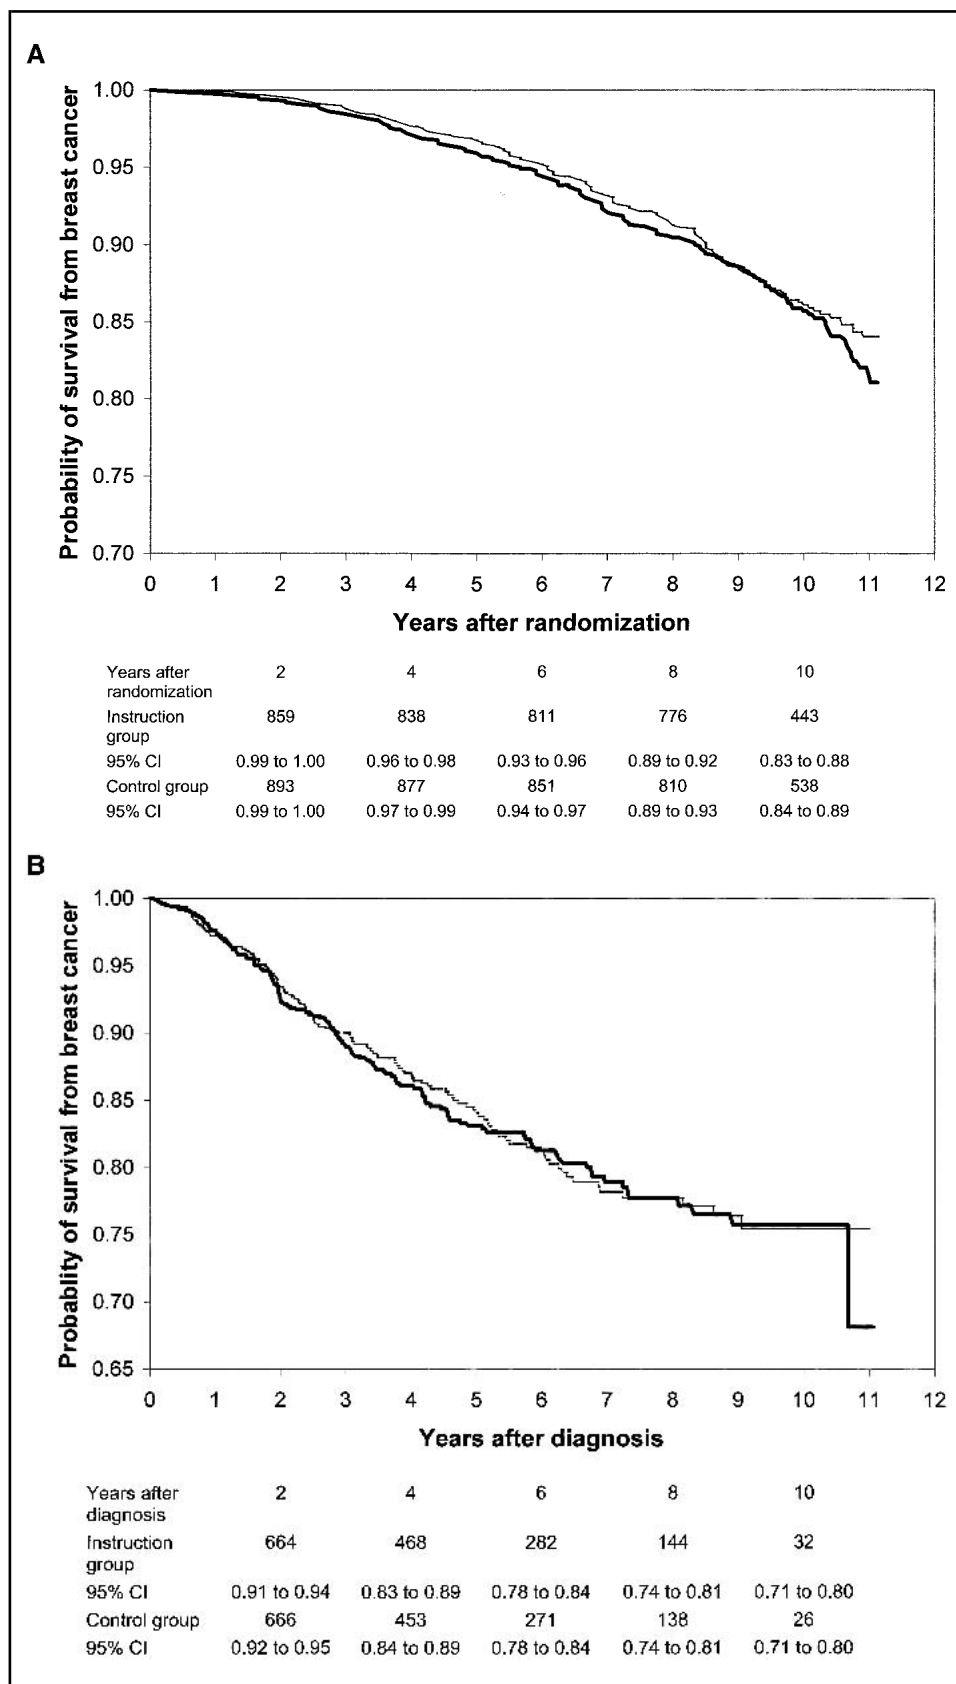 A
Probability of survival from breast cancer
1.00
0.95
0.90
0.85
0.80
0.75
0.70
0 1 2 3 4 5 6 7 8 9 10 11 12
Years after randomization
Years after 2 4 6 8 10
randomization
Instruction 859 838 811 776 443
group
95% CI 0.99 to 1.00 0.96 to 0.98 0.93 to 0.96 0.89 to 0.92 0.83 to 0.88
Control group 893 877 851 810 538
95% CI 0.99 to 1.00 0.97 to 0.99 0.94 to 0.97 0.89 to 0.93 0.84 to 0.89
B
Probablity of survival from breast cancer
1.00
0.95
0.90
0.85
0.80
0.75
0.70
0.65
0 1 2 3 4 5 6 7 8 9 10 11 12
Years after diagnosis
Years after 2 4 6 8 10
diagnosis
Instruction 664 468 282 144 32
group
95% CI 0.91 to 0.94 0.83 to 0.89 0.78 to 0.84 0.74 to 0.81 0.71 to 0.80
Control group 666 453 271 138 26
95% CI 0.92 to 0.95 0.84 to 0.89 0.78 to 0.84 0.74 to 0.81 0.71 to 0.80